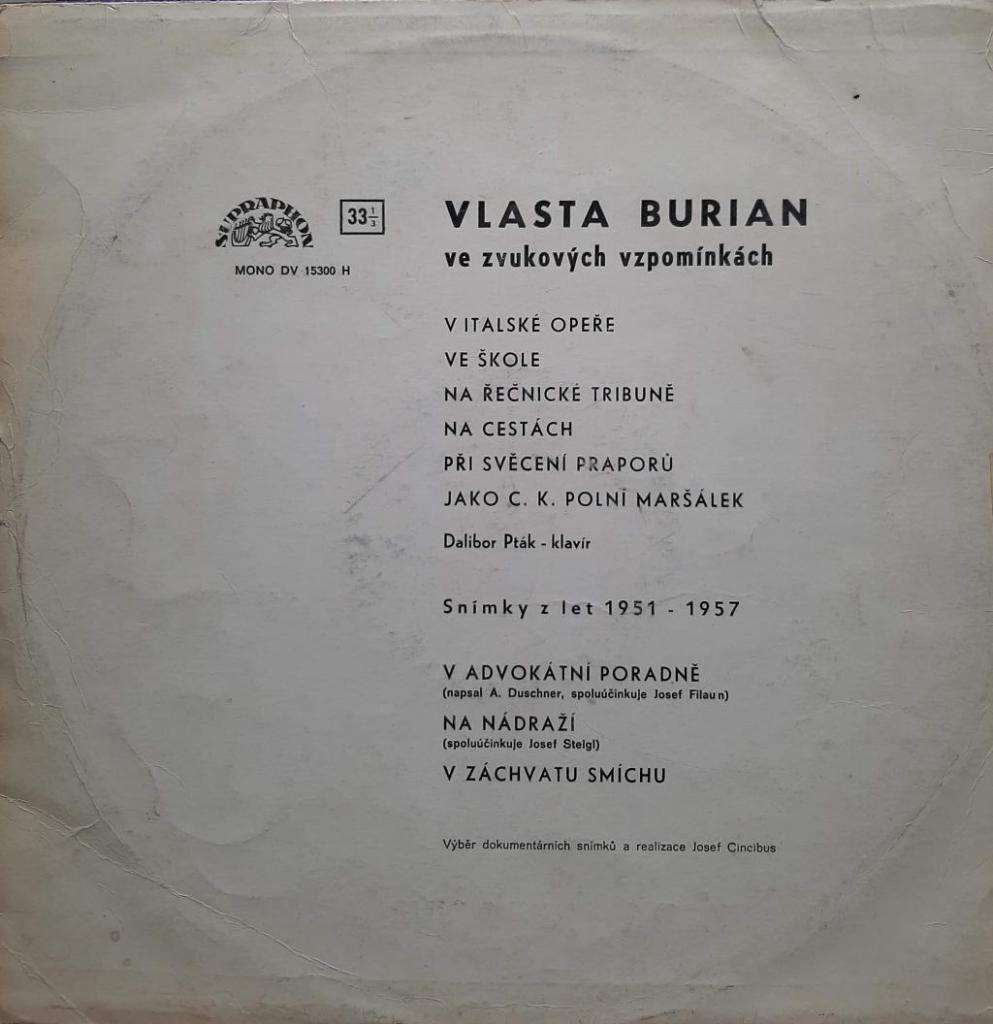 SUPRAPHON
33 1/3
MONO DV 15300 H
VLASTA BURIAN
ve zvukových vzpomínkách
V ITALSKÉ OPEŘE
VE ŠKOLE
NA ŘEČNICKÉ TRIBUNĚ
NA CESTÁCH
PŘI SVĚCENÍ PRAPORŮ
JAKO C. K. POLNÍ MARŠÁLEK
Dalibor Pták - klavír
Snímky z let 1951 - 1957
V ADVOKÁTNÍ PORADNĚ
(napsal A. Duschner, spoluúčinkuje Josef Filaun)
NA NÁDRAŽÍ
(spoluúčinkuje Josef Steigl)
V ZÁCHVATU SMÍCHU
Výběr dokumentárních snímků a realizace Josef Cincibus